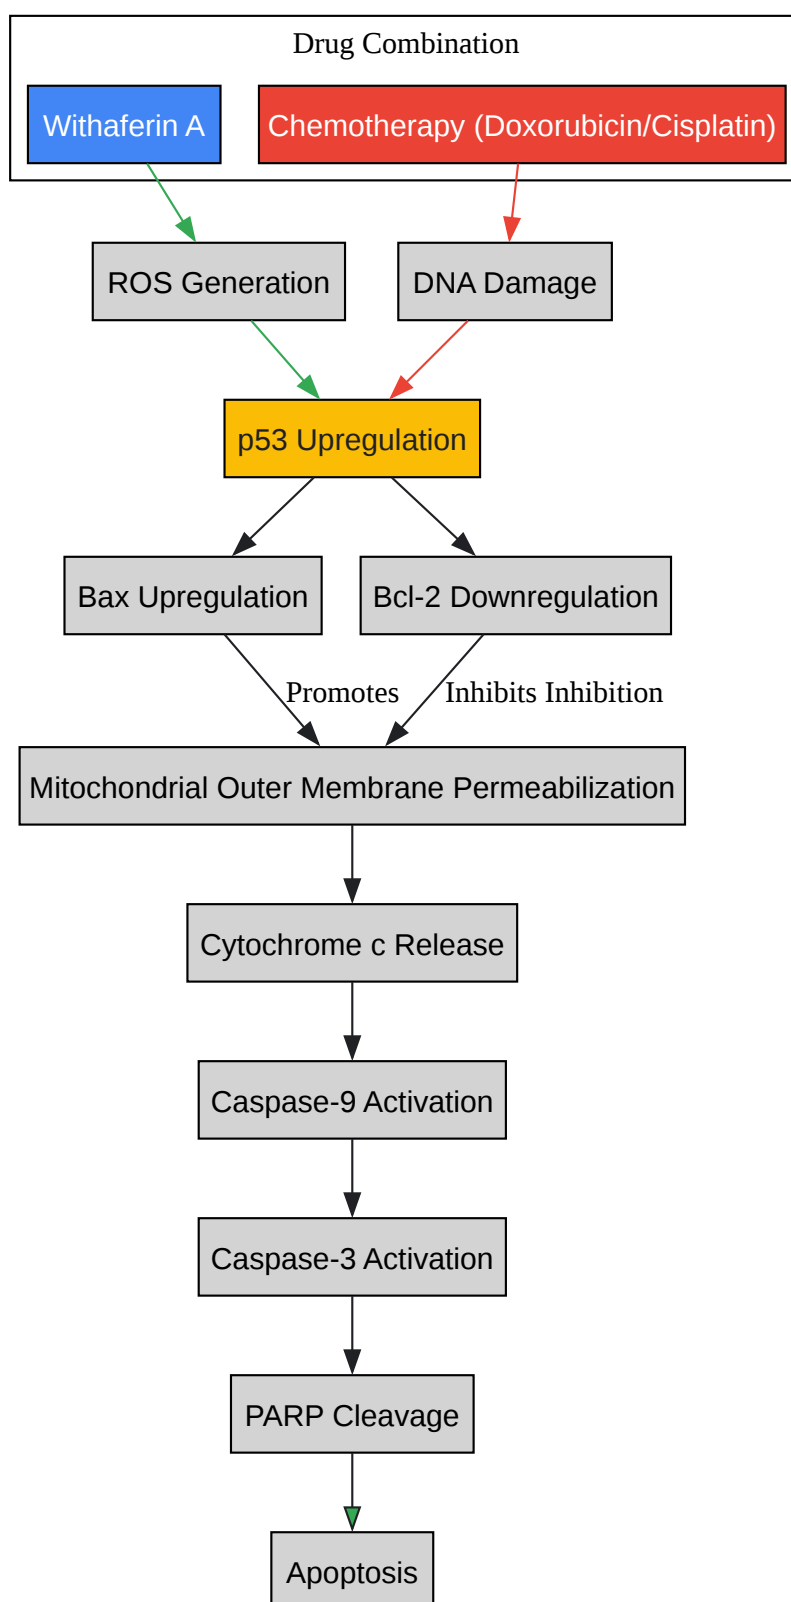 Drug Combination
Withaferin A
Chemotherapy (Doxorubicin/Cisplatin)
ROS Generation
DNA Damage
p53 Upregulation
Bax Upregulation
Bcl-2 Downregulation
Promotes
Inhibits Inhibition
Mitochondrial Outer Membrane Permeabilization
Cytochrome c Release
Caspase-9 Activation
Caspase-3 Activation
PARP Cleavage
Apoptosis